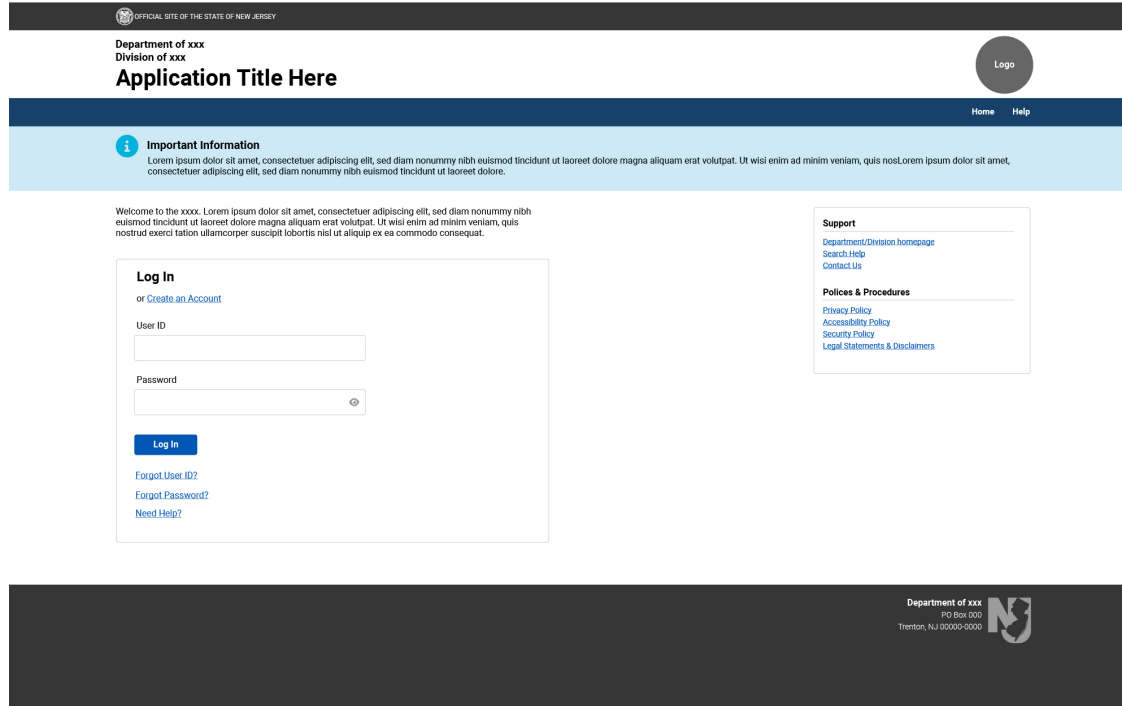 OFFICIAL SITE OF THE STATE OF NEW JERSEY
Department of xxx
Division of xxx
Application Title Here
Logo
Home Help
Important Information
Lorem ipsum dolor sit amet, consectetuer adipiscing elit, sed diam nonummy nibh euismod tincidunt ut laoreet dolore magna aliquam erat volutpat. Ut wisi enim ad minim veniam, quis nosLorem ipsum dolor sit amet,
consectetuer adipiscing elit, sed diam nonummy nibh euismod tincidunt ut laoreet dolore.
Welcome to the xxxx. Lorem ipsum dolor sit amet, consectetuer adipiscing elit, sed diam nonummy nibh
euismod tincidunt ut laoreet dolore magna aliquam erat volutpat. Ut wisi enim ad minim veniam, quis
nostrud exerci tation ullamcorper suscipit lobortis nisl ut aliquip ex ea commodo consequat.
Log In
or Create an Account
User ID
Password
Log In
Forgot User ID?
Forgot Password?
Need Help?
Support
Department/Division homepage
Search Help
Contact Us
Polices & Procedures
Privacy Policy
Accessibility Policy
Security Policy
Legal Statements & Disclaimers
Department of xxx
PO Box 000
Trenton, NJ 00000-0000
NJ